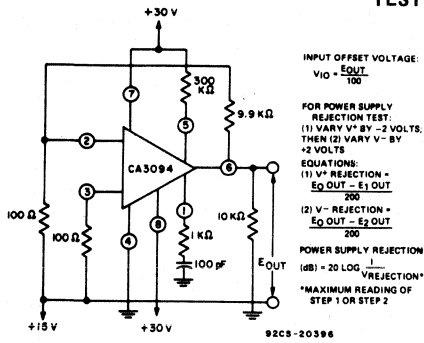 TEST
+30 V
300
KΩ
9.9 KΩ
7
5
2
CA3094
6
3
1
100 Ω
100 Ω
4
8
1 KΩ
100 pF
10 KΩ
EOUT
+15 V
+30 V
92CS-20396
INPUT OFFSET VOLTAGE:
VIO = EOUT
100
FOR POWER SUPPLY
REJECTION TEST:
(1) VARY V+ BY -2 VOLTS;
THEN (2) VARY V- BY
+2 VOLTS
EQUATIONS:
(1) V+ REJECTION =
E0 OUT - E1 OUT
200
(2) V- REJECTION =
E0 OUT - E2 OUT
200
POWER SUPPLY REJECTION
(dB) = 20 LOG 1
VREJECTION*
*MAXIMUM READING OF
STEP 1 OR STEP 2